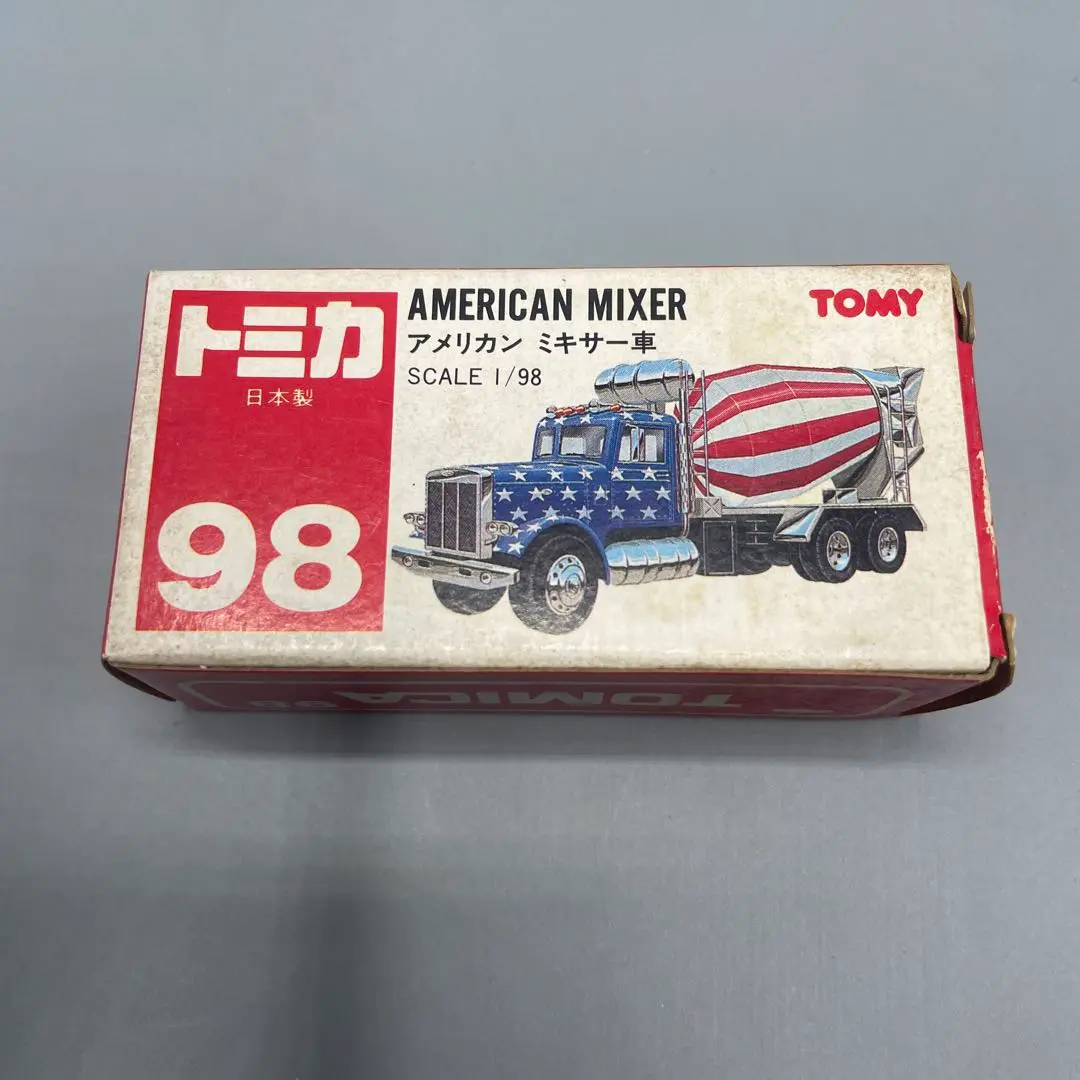 トミカ
日本製
98
AMERICAN MIXER
アメリカン ミキサー車
SCALE 1/98
TOMY
TOMICA
98